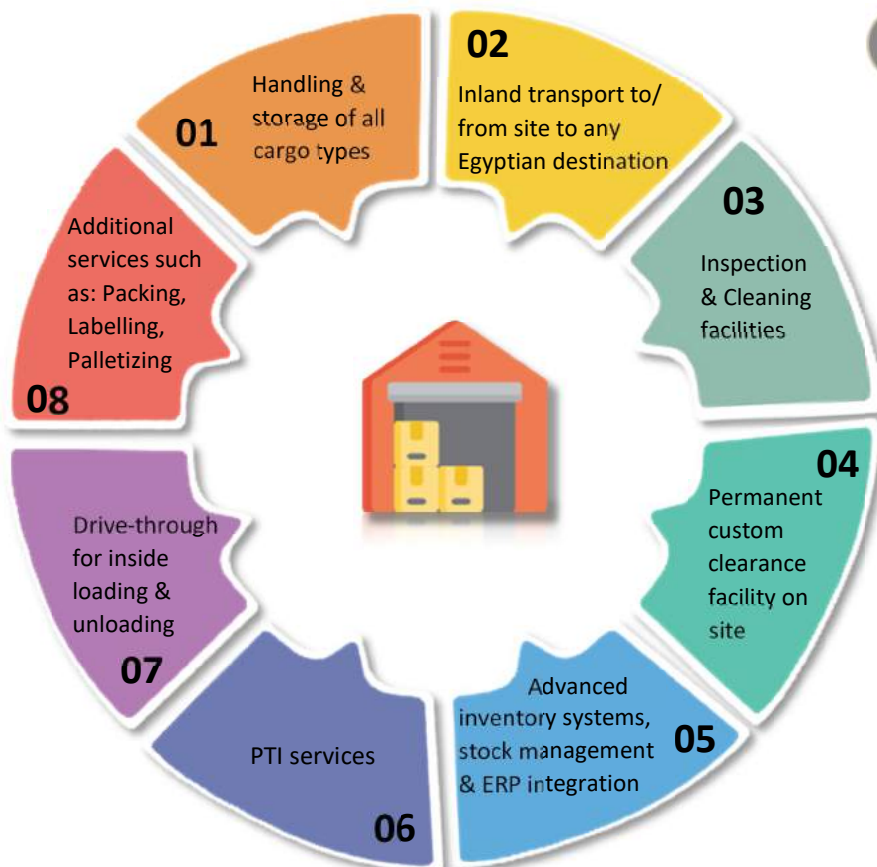 01
Handling &
storage of all
cargo types
02
Inland transport to/
from site to any
Egyptian destination
03
Inspection
& Cleaning
facilities
04
Permanent
custom
clearance
facility on
site
Advanced
inventory systems,
stock management
& ERP integration
05
PTI services
06
Drive-through
for inside
loading &
unloading
07
Additional
services such
as: Packing,
Labelling,
Palletizing
08